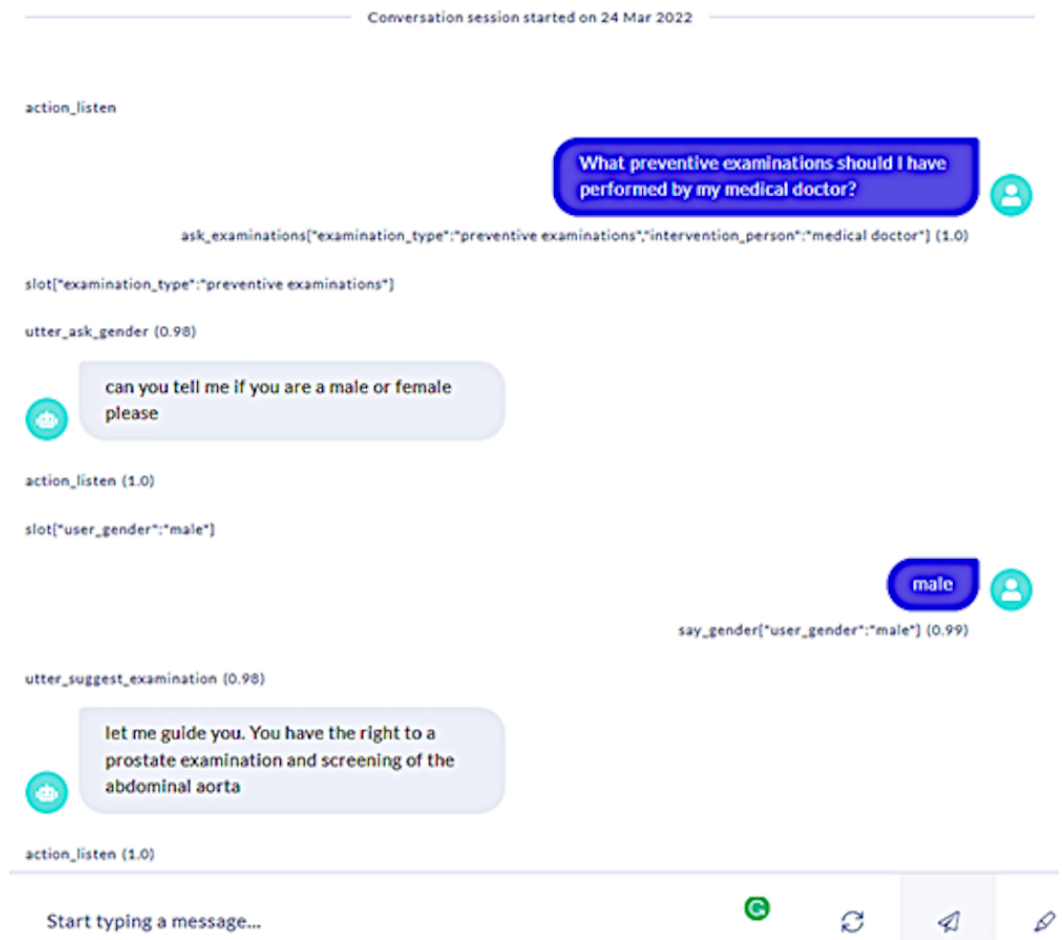 Conversation session started on 24 Mar 2022
action_listen
What preventive examinations should I have
performed by my medical doctor?
ask_examinations{"examination_type":"preventive examinations","intervention_person":"medical doctor"} (1.0)
slot{"examination_type":"preventive examinations"}
utter_ask_gender (0.98)
can you tell me if you are a male or female
please
action_listen (1.0)
slot{"user_gender":"male"}
male
say_gender{"user_gender":"male"} (0.99)
utter_suggest_examination (0.98)
let me guide you. You have the right to a
prostate examination and screening of the
abdominal aorta
action_listen (1.0)
Start typing a message...